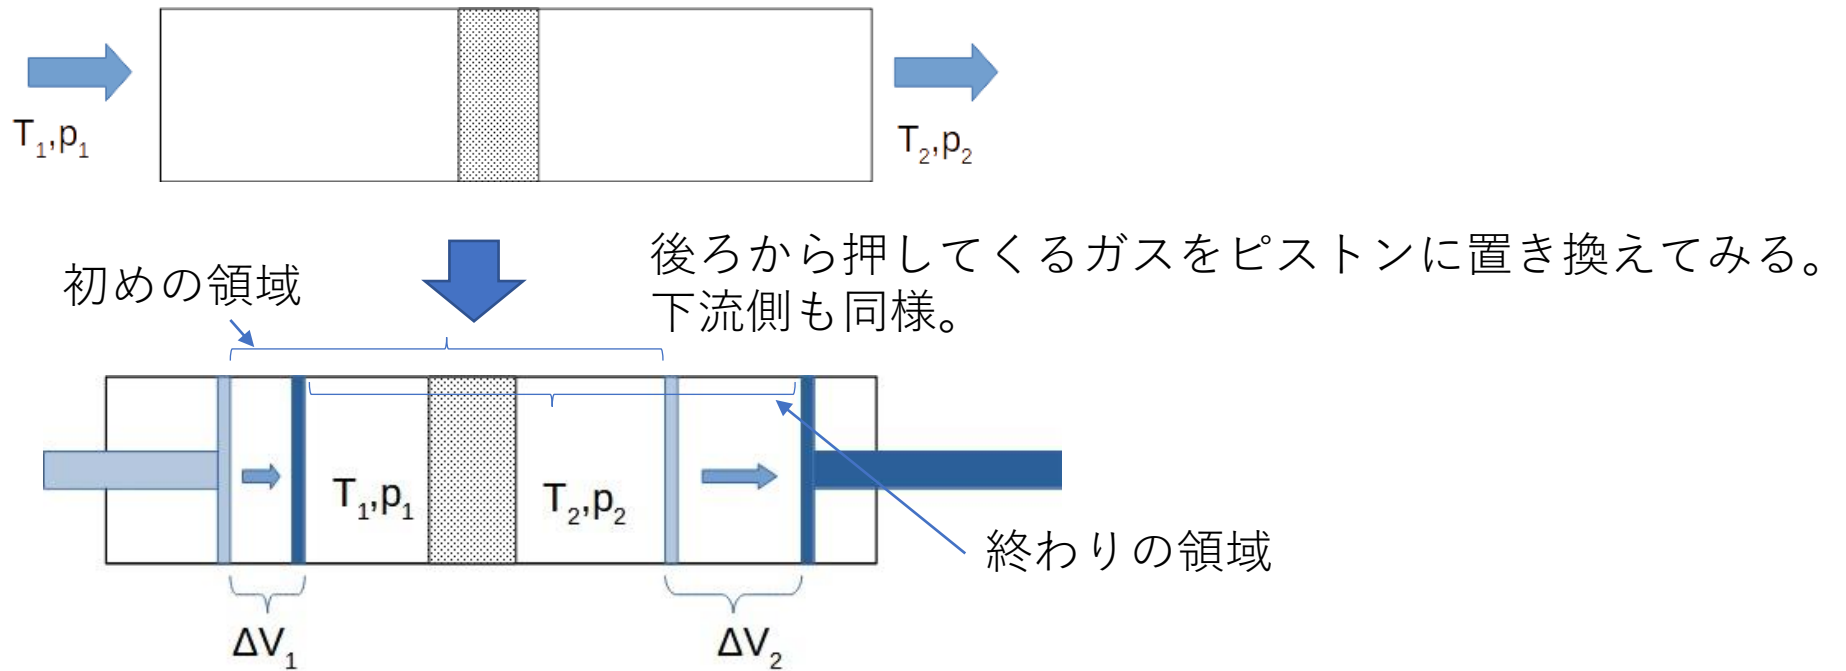 T₁,p₁
T₂,p₂
後ろから押してくるガスをピストンに置き換えてみる。
下流側も同様。
初めの領域
T₁,p₁
T₂,p₂
終わりの領域
ΔV₁
ΔV₂